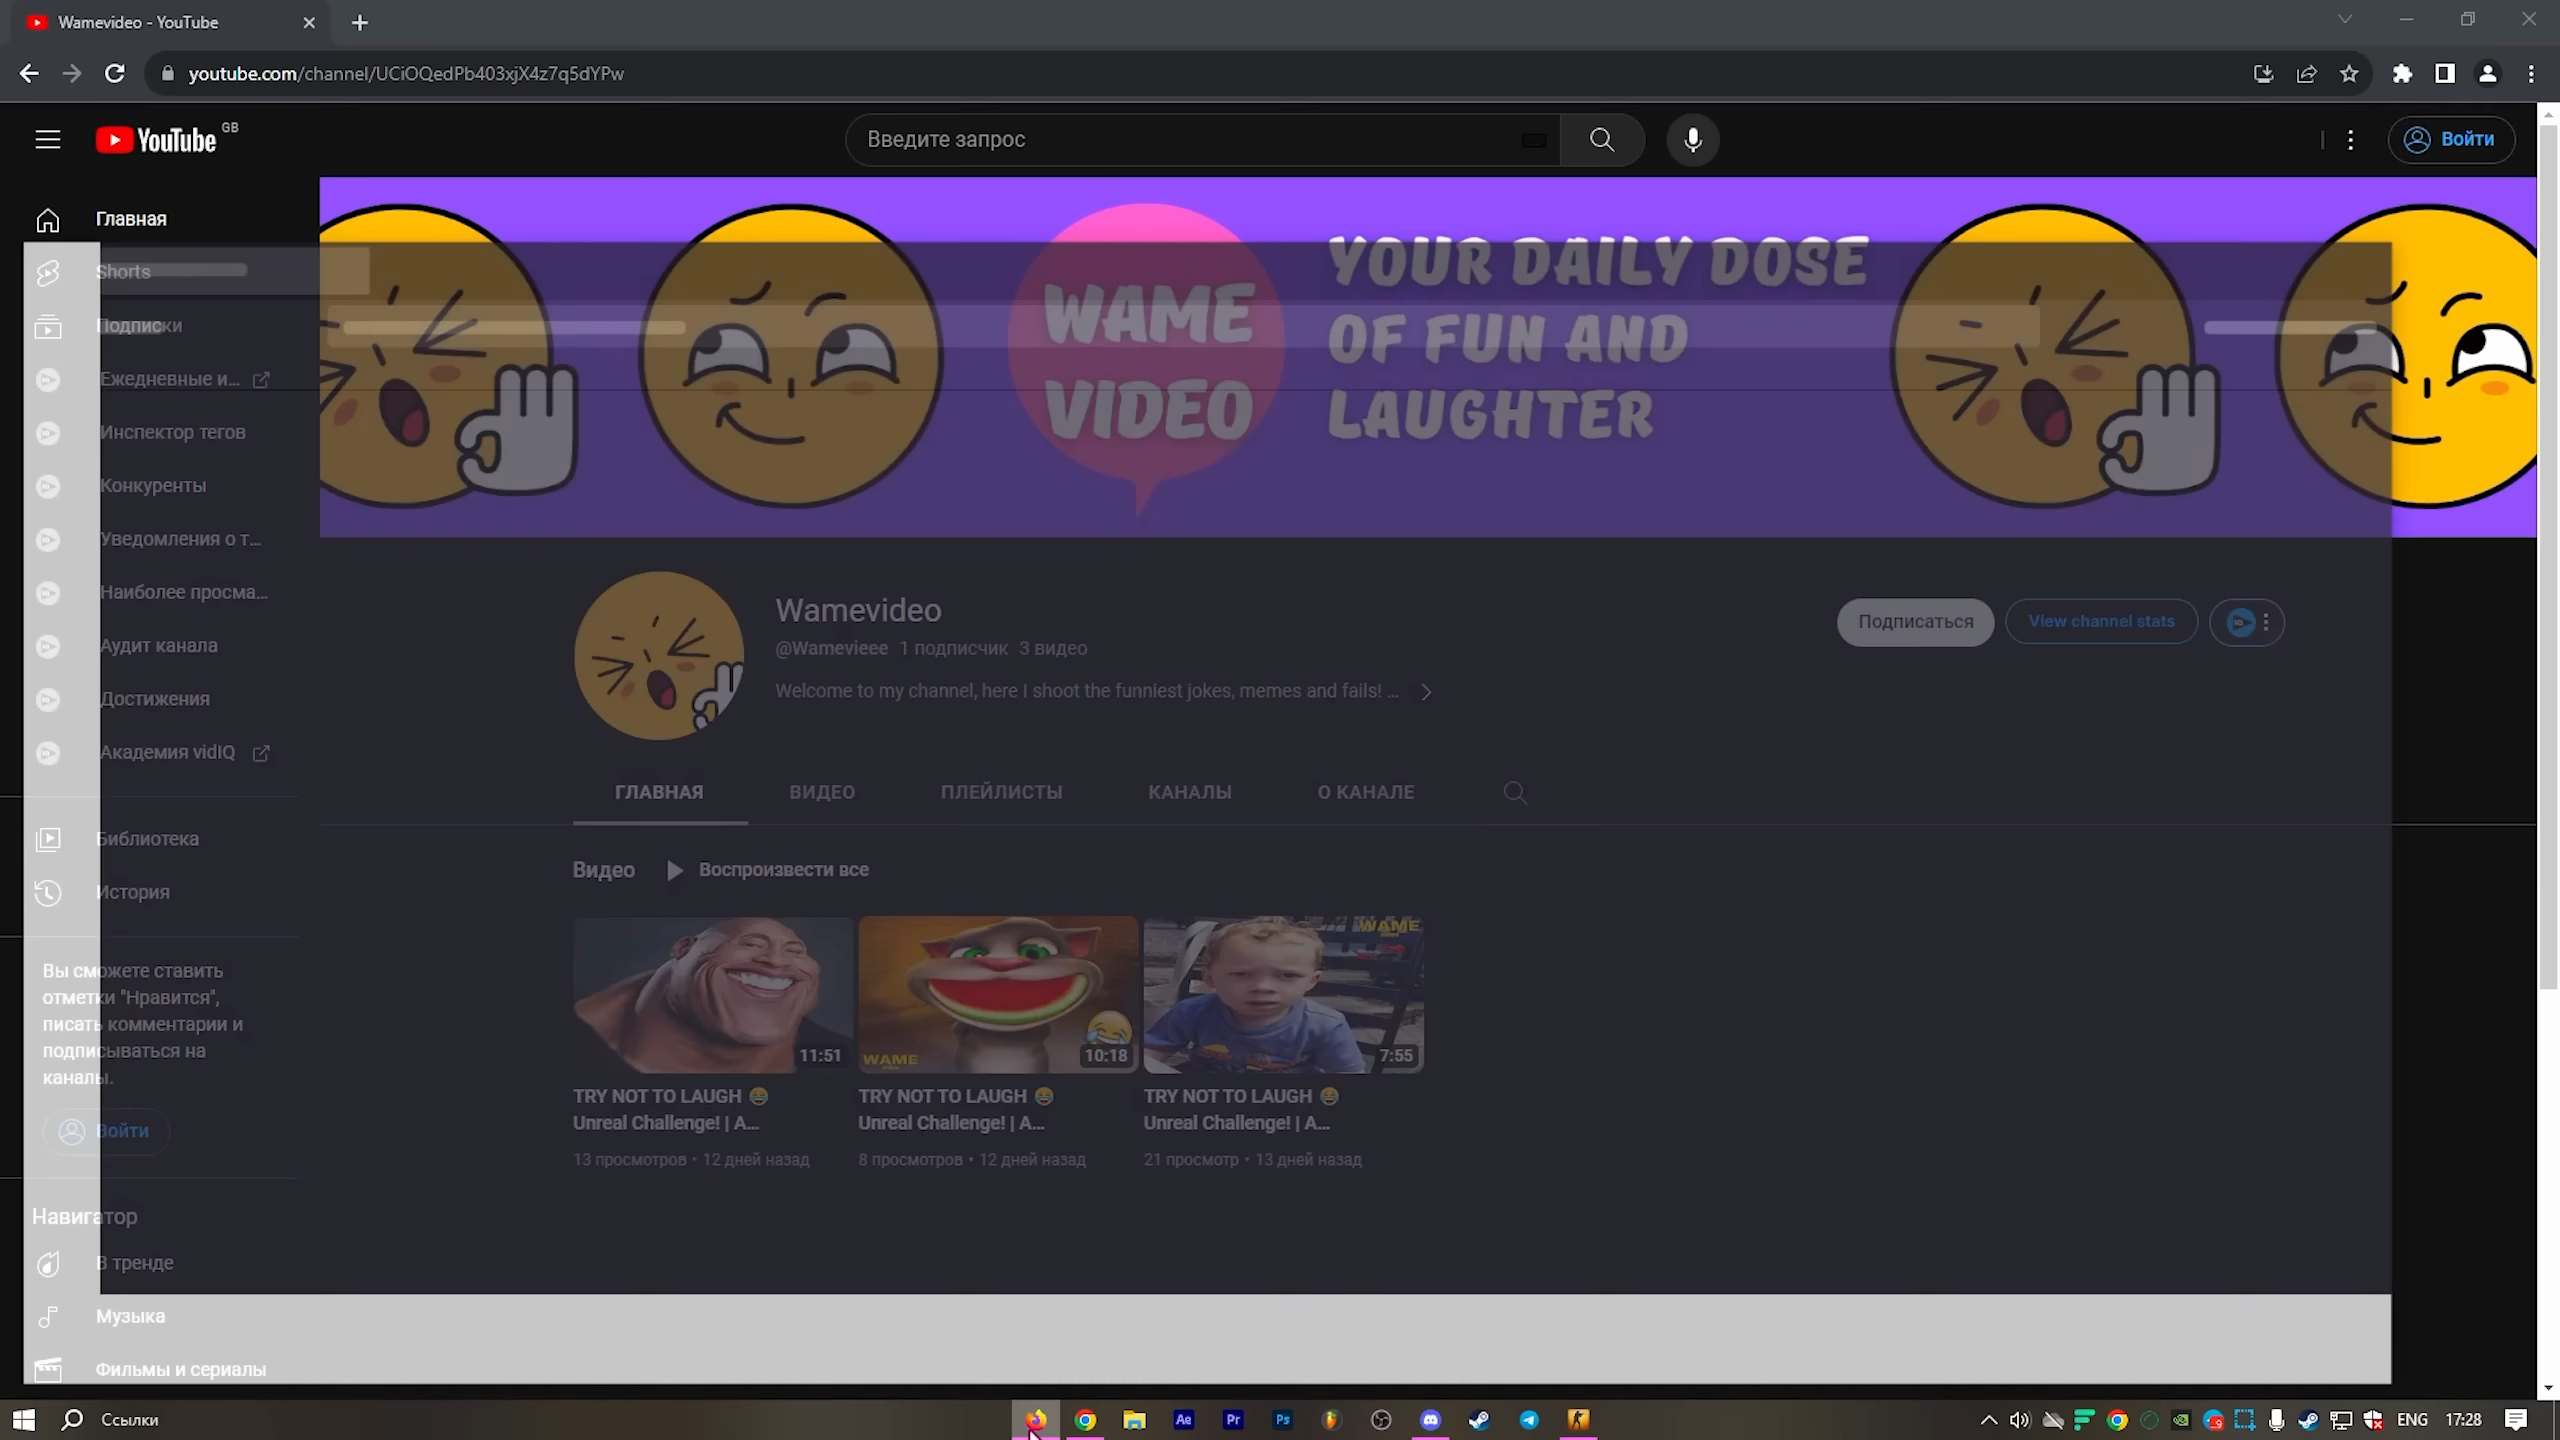 Wamevideo - YouTube
youtube.com/channel/UCiOQedPb403xjX4z7q5dYPw
YouTube GB
Введите запрос
Войти
Главная
Shorts
Подписки
Ежедневные и...
Инспектор тегов
Конкуренты
Уведомления о т...
Наиболее просма...
Аудит канала
Достижения
Академия vidIQ
Библиотека
История
Вы сможете ставить
отметки "Нравится",
писать комментарии и
подписываться на
каналы.
Войти
Навигатор
В тренде
Музыка
Фильмы и сериалы
WAME
VIDEO
YOUR DAILY DOSE
OF FUN AND
LAUGHTER
Wamevideo
@Wamevieee 1 подписчик 3 видео
Welcome to my channel, here I shoot the funniest jokes, memes and fails! ...
Подписаться
View channel stats
ГЛАВНАЯ ВИДЕО ПЛЕЙЛИСТЫ КАНАЛЫ О КАНАЛЕ
Видео Воспроизвести все
11:51
TRY NOT TO LAUGH 😂
Unreal Challenge! | A...
13 просмотров • 12 дней назад
WAME
10:18
TRY NOT TO LAUGH 😂
Unreal Challenge! | A...
8 просмотров • 12 дней назад
WAME
7:55
TRY NOT TO LAUGH 😂
Unreal Challenge! | A...
21 просмотр • 13 дней назад
Ссылки
Ae Pr Ps
ENG 17:28